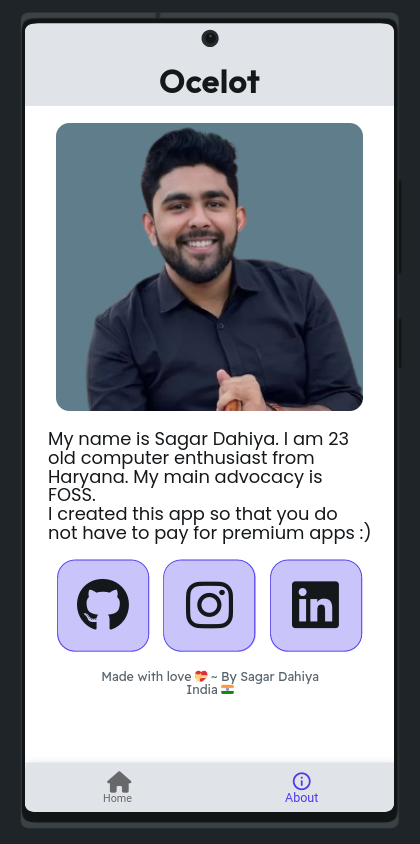 Ocelot
My name is Sagar Dahiya. I am 23
old computer enthusiast from
Haryana. My main advocacy is
FOSS.
I created this app so that you do
not have to pay for premium apps :)
in
Made with love 💝 ~ By Sagar Dahiya
India 🇮🇳
Home
About